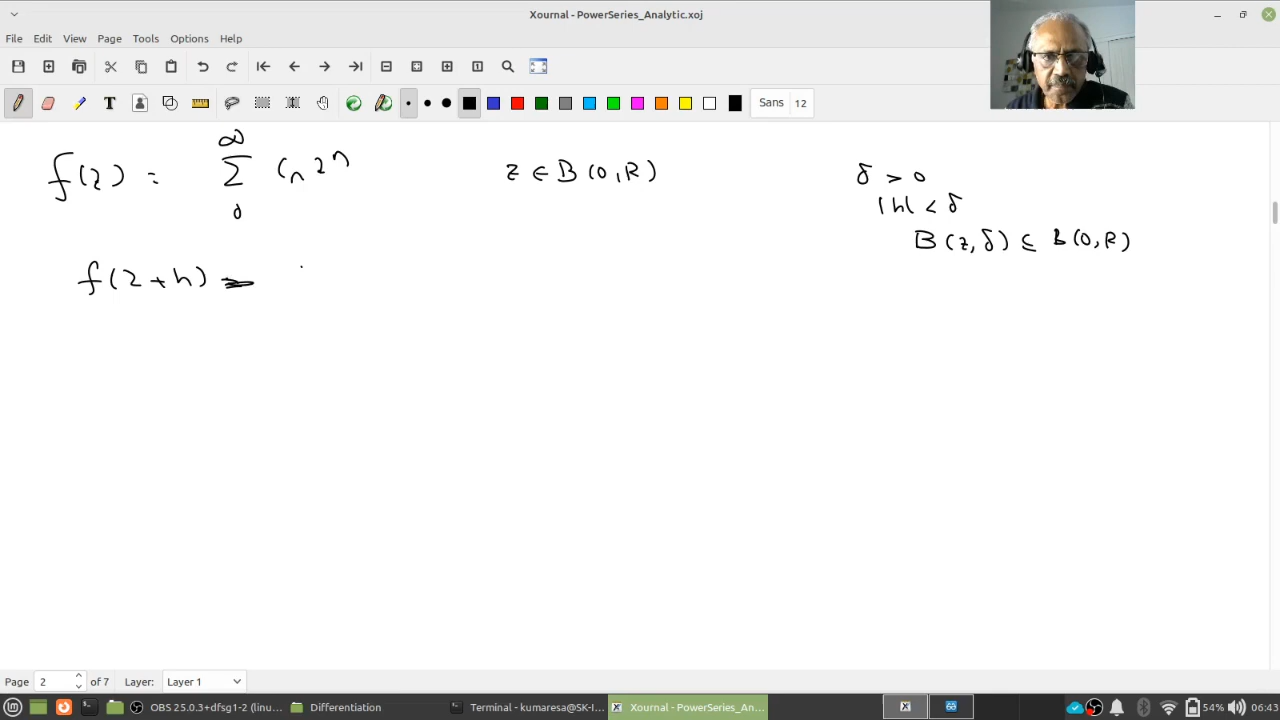 Xournal - PowerSeries_Analytic.xoj
File Edit View Page Tools Options Help
Sans 12
f(z) = ∞ Σ 0 Cn z^n z ∈ B(0,R) δ > 0
|h| < δ
B(z,δ) ⊆ B(0,R)
f(z+h) =
Page 2 of 7 Layer: Layer 1
OBS 25.0.3+dfsg1-2 (linu... Differentiation Terminal - kumaresa@SK-I... Xournal - PowerSeries_An... 54% 06:43